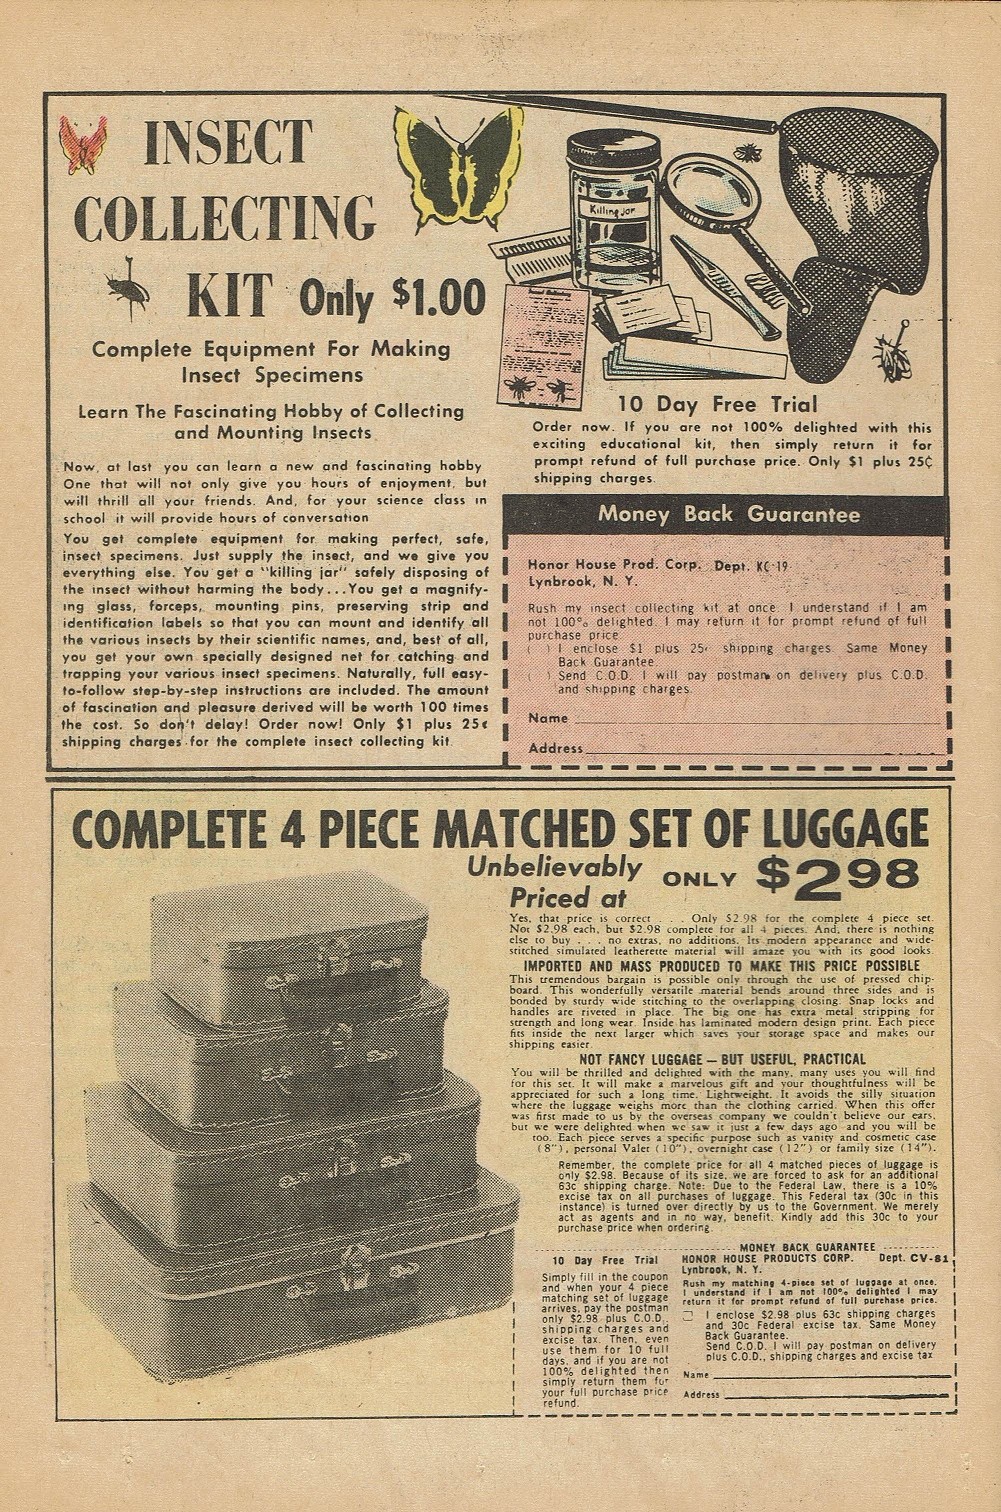 INSECT
COLLECTING
KIT Only $1.00
Complete Equipment For Making
Insect Specimens
Learn The Fascinating Hobby of Collecting
and Mounting Insects
Now, at last you can learn a new and fascinating hobby
One that will not only give you hours of enjoyment, but
will thrill all your friends. And, for your science class in
school it will provide hours of conversation
You get complete equipment for making perfect, safe,
insect specimens. Just supply the insect, and we give you
everything else. You get a "killing jar" safely disposing of
the insect without harming the body...You get a magnify-
ing glass, forceps, mounting pins, preserving strip and
identification labels so that you can mount and identify all
the various insects by their scientific names, and, best of all,
you get your own specially designed net for catching and
trapping your various insect specimens. Naturally, full easy-
to-follow step-by-step instructions are included. The amount
of fascination and pleasure derived will be worth 100 times
the cost. So don't delay! Order now! Only $1 plus 25¢
shipping charges for the complete insect collecting kit
Killing Jar
10 Day Free Trial
Order now. If you are not 100% delighted with this
exciting educational kit, then simply return it for
prompt refund of full purchase price. Only $1 plus 25¢
shipping charges.
Money Back Guarantee
Honor House Prod. Corp. Dept. KC-19
Lynbrook, N. Y.
Rush my insect collecting kit at once. I understand if I am
not 100% delighted. I may return it for prompt refund of full
purchase price
( ) I enclose $1 plus 25¢ shipping charges. Same Money
Back Guarantee.
( ) Send C.O.D. I will pay postman on delivery plus C.O.D.
and shipping charges.
Name
Address
COMPLETE 4 PIECE MATCHED SET OF LUGGAGE
Unbelievably
Priced at ONLY $2.98
Yes, that price is correct . . . Only $2.98 for the complete 4 piece set.
Not $2.98 each, but $2.98 complete for all 4 pieces. And, there is nothing
else to buy . . . no extras, no additions. Its modern appearance and wide-
stitched simulated leatherette material will amaze you with its good looks.
IMPORTED AND MASS PRODUCED TO MAKE THIS PRICE POSSIBLE
This tremendous bargain is possible only through the use of pressed chip-
board. This wonderfully versatile material bends around three sides and is
bonded by sturdy wide stitching to the overlapping closing. Snap locks and
handles are riveted in place. The big one has extra metal stripping for
strength and long wear. Inside has laminated modern design print. Each piece
fits inside the next larger which saves your storage space and makes our
shipping easier.
NOT FANCY LUGGAGE — BUT USEFUL, PRACTICAL
You will be thrilled and delighted with the many, many uses you will find
for this set. It will make a marvelous gift and your thoughtfulness will be
appreciated for such a long time. Lightweight. It avoids the silly situation
where the luggage weighs more than the clothing carried. When this offer
was first made to us by the overseas company we couldn't believe our ears,
but we were delighted when we saw it just a few days ago and you will be
too. Each piece serves a specific purpose such as vanity and cosmetic case
(8"), personal Valet (10"), overnight case (12") or family size (14").
Remember, the complete price for all 4 matched pieces of luggage is
only $2.98. Because of its size, we are forced to ask for an additional
63c shipping charge. Note: Due to the Federal Law, there is a 10%
excise tax on all purchases of luggage. This Federal tax (30c in this
instance) is turned over directly by us to the Government. We merely
act as agents and in no way, benefit. Kindly add this 30c to your
purchase price when ordering.
10 Day Free Trial
Simply fill in the coupon
and when your 4 piece
matching set of luggage
arrives, pay the postman
only $2.98 plus C.O.D.,
shipping charges and
excise tax. Then, even
use them for 10 full
days, and if you are not
100% delighted then
simply return them for
your full purchase price
refund.
MONEY BACK GUARANTEE
HONOR HOUSE PRODUCTS CORP. Dept. CV-81
Lynbrook, N. Y.
Rush my matching 4-piece set of luggage at once.
I understand if I am not 100% delighted I may
return it for prompt refund of full purchase price.
I enclose $2.98 plus 63c shipping charges
and 30c Federal excise tax. Same Money
Back Guarantee.
Send C.O.D. I will pay postman on delivery
plus C.O.D., shipping charges and excise tax
Name
Address